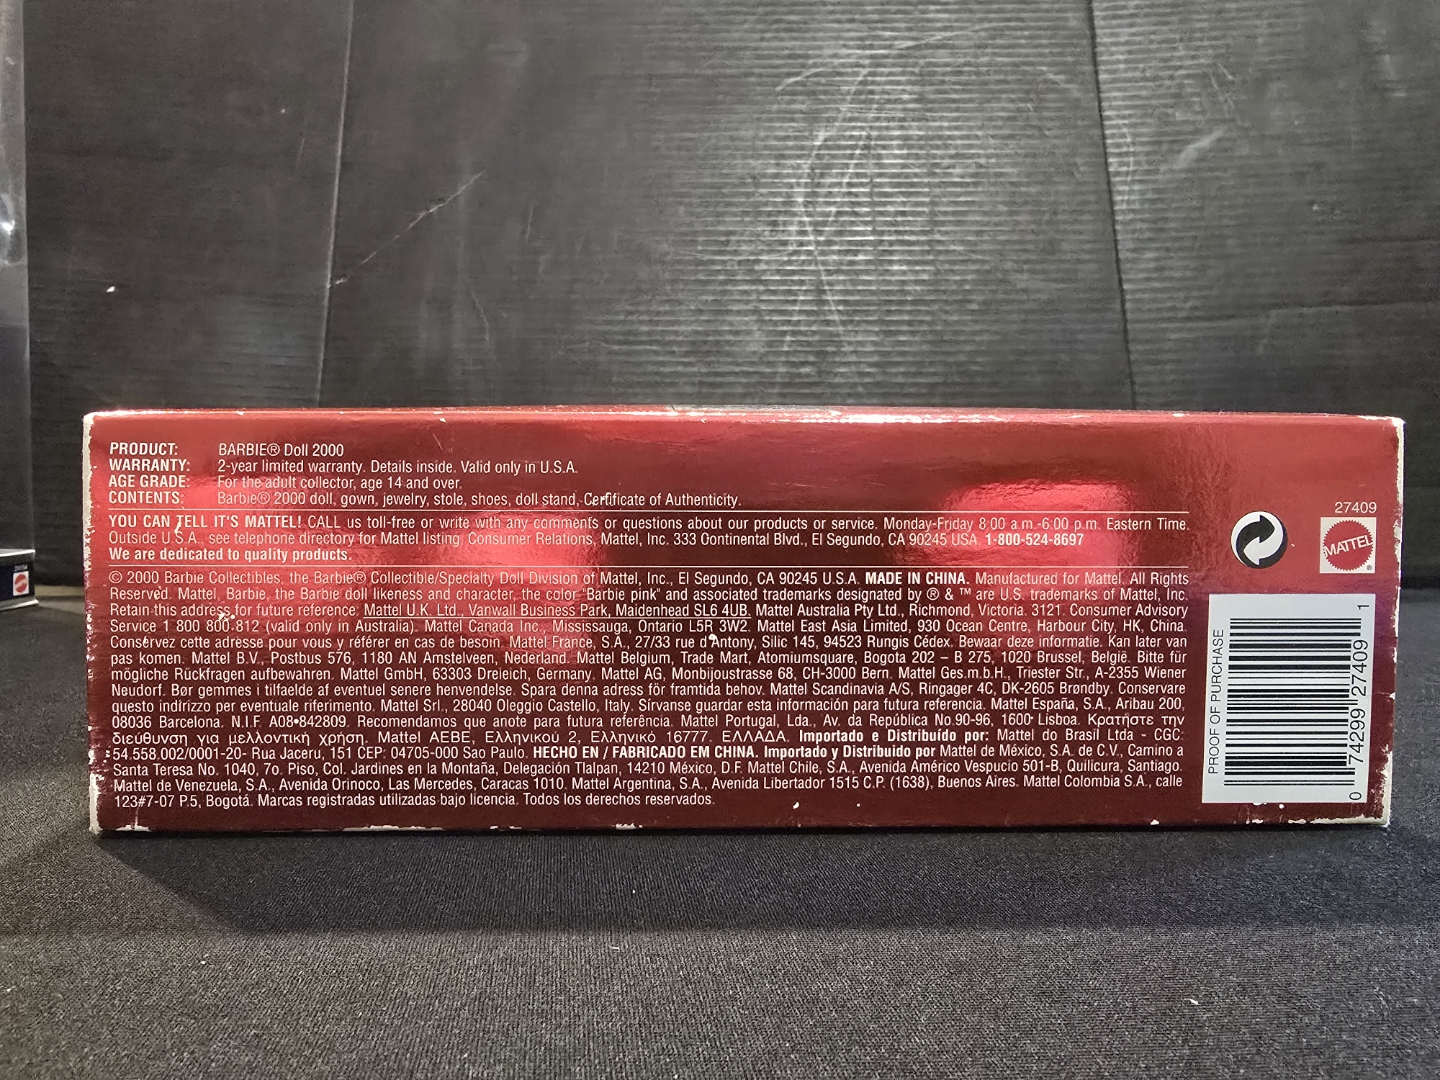 PRODUCT: BARBIE® Doll 2000
WARRANTY: 2-year limited warranty. Details inside. Valid only in U.S.A.
AGE GRADE: For the adult collector, age 14 and over.
CONTENTS: Barbie® 2000 doll, gown, jewelry, stole, shoes, doll stand, Certificate of Authenticity.
YOU CAN TELL IT'S MATTEL! CALL us toll-free or write with any comments or questions about our products or service. Monday-Friday 8:00 a.m.-6:00 p.m. Eastern Time.
Outside U.S.A., see telephone directory for Mattel listing. Consumer Relations, Mattel, Inc. 333 Continental Blvd., El Segundo, CA 90245 USA. 1-800-524-8697
We are dedicated to quality products.
© 2000 Barbie Collectibles, the Barbie® Collectible/Specialty Doll Division of Mattel, Inc., El Segundo, CA 90245 U.S.A. MADE IN CHINA. Manufactured for Mattel. All Rights
Reserved. Mattel, Barbie, the Barbie doll likeness and character, the color "Barbie pink" and associated trademarks designated by ® & ™ are U.S. trademarks of Mattel, Inc.
Retain this address for future reference: Mattel U.K. Ltd., Vanwall Business Park, Maidenhead SL6 4UB. Mattel Australia Pty Ltd., Richmond, Victoria. 3121. Consumer Advisory
Service 1 800 800 812 (valid only in Australia). Mattel Canada Inc., Mississauga, Ontario L5R 3W2. Mattel East Asia Limited, 930 Ocean Centre, Harbour City, HK, China.
Conservez cette adresse pour vous y référer en cas de besoin. Mattel France, S.A., 27/33 rue d'Antony, Silic 145, 94523 Rungis Cédex. Bewaar deze informatie. Kan later van
pas komen. Mattel B.V., Postbus 576, 1180 AN Amstelveen, Nederland. Mattel Belgium, Trade Mart, Atomiumsquare, Bogota 202 – B 275, 1020 Brussel, België. Bitte für
mögliche Rückfragen aufbewahren. Mattel GmbH, 63303 Dreieich, Germany. Mattel AG, Monbijoustrasse 68, CH-3000 Bern. Mattel Ges.m.b.H., Triester Str., A-2355 Wiener
Neudorf. Bør gemmes i tilfælde af eventuel senere henvendelse. Spara denna adress för framtida behov. Mattel Scandinavia A/S, Ringager 4C, DK-2605 Brøndby. Conservare
questo indirizzo per eventuale riferimento. Mattel Srl., 28040 Oleggio Castello, Italy. Sírvanse guardar esta información para futura referencia. Mattel España, S.A., Aribau 200,
08036 Barcelona. N.I.F. A08•842809. Recomendamos que anote para futura referência. Mattel Portugal, Lda., Av. da República No.90-96, 1600 Lisboa. Κρατήστε την
διεύθυνση για μελλοντική χρήση. Mattel AEBE, Ελληνικού 2, Ελληνικό 16777. ΕΛΛΑΔΑ. Importado e Distribuído por: Mattel do Brasil Ltda - CGC:
54.558.002/0001-20- Rua Jaceru, 151 CEP: 04705-000 Sao Paulo. HECHO EN / FABRICADO EM CHINA. Importado y Distribuido por Mattel de México, S.A. de C.V., Camino a
Santa Teresa No. 1040, 7o. Piso, Col. Jardines en la Montaña, Delegación Tlalpan, 14210 México, D.F. Mattel Chile, S.A., Avenida Américo Vespucio 501-B, Quilicura, Santiago.
Mattel de Venezuela, S.A., Avenida Orinoco, Las Mercedes, Caracas 1010. Mattel Argentina, S.A., Avenida Libertador 1515 C.P. (1638), Buenos Aires. Mattel Colombia S.A., calle
123#7-07 P.5, Bogotá. Marcas registradas utilizadas bajo licencia. Todos los derechos reservados.
27409
MATTEL®
PROOF OF PURCHASE
0 74299 27409 1